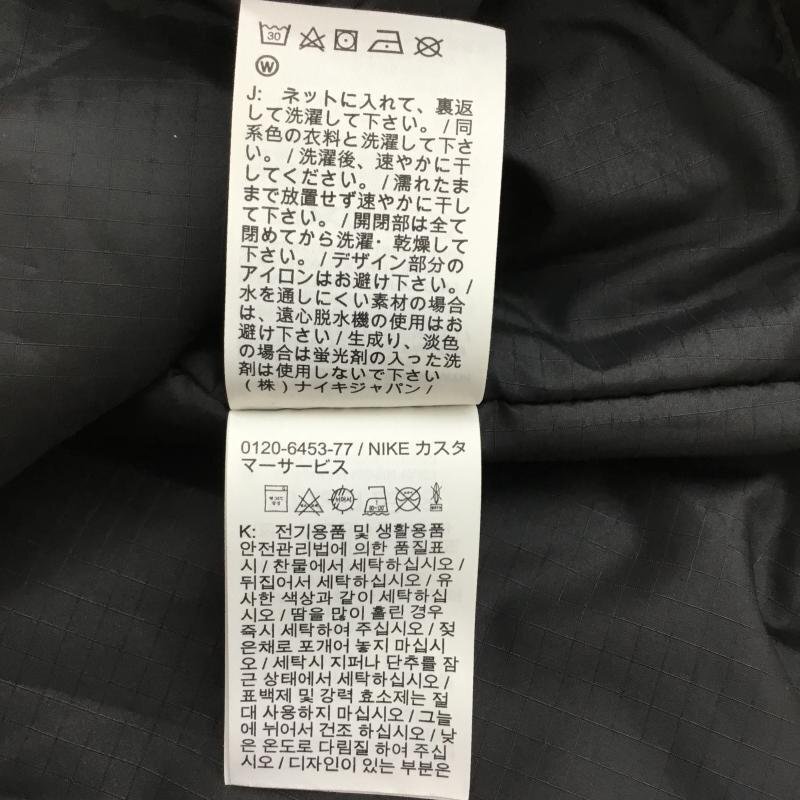 30
W
J: ネットに入れて、裏返
して洗濯して下さい。/同
系色の衣料と洗濯して下さ
い。/洗濯後、速やかに干
してください。/濡れたま
まで放置せず速やかに干し
て下さい。/開閉部は全て
閉めてから洗濯・乾燥して
下さい。/デザイン部分の
アイロンはお避け下さい。/
水を通しにくい素材の場合
は、遠心脱水機の使用はお
避け下さい/生成り、淡色
の場合は蛍光剤の入った洗
剤は使用しないで下さい
(株)ナイキジャパン/
0120-6453-77 / NIKE カスタ
マーサービス
K: 전기용품 및 생활용품
안전관리법에 의한 품질표
시 / 찬물에서 세탁하십시오 /
뒤집어서 세탁하십시오 / 유
사한 색상과 같이 세탁하십
시오 / 땀을 많이 흘린 경우
즉시 세탁하여 주십시오 / 젖
은채로 포개어 놓지 마십시
오 / 세탁시 지퍼나 단추를 잠
근 상태에서 세탁하십시오 /
표백제 및 강력 효소제는 절
대 사용하지 마십시오 / 그늘
에 뉘어서 건조 하십시오 / 낮
은 온도로 다림질 하여 주십
시오 / 디자인이 있는 부분은